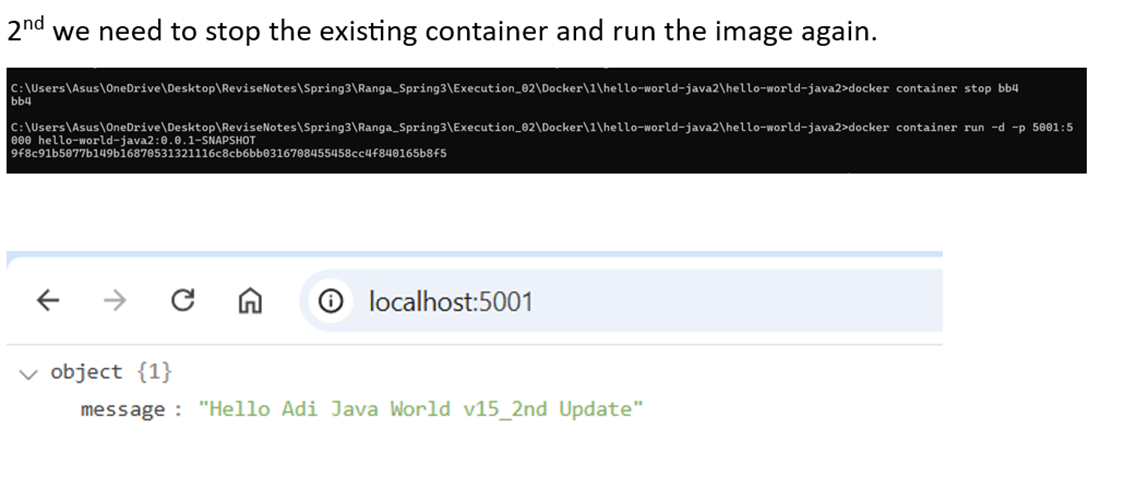 2nd we need to stop the existing container and run the image again.
C:\Users\Asus\OneDrive\Desktop\ReviseNotes\Spring3\Ranga_Spring3\Execution_02\Docker\1\hello-world-java2\hello-world-java2>docker container stop bb4
bb4
C:\Users\Asus\OneDrive\Desktop\ReviseNotes\Spring3\Ranga_Spring3\Execution_02\Docker\1\hello-world-java2\hello-world-java2>docker container run -d -p 5001:5
000 hello-world-java2:0.0.1-SNAPSHOT
9f8c91b5077b149b16870531321116c8cb6bb0316708455458cc4f840165b8f5
localhost:5001
object {1}
message : "Hello Adi Java World v15_2nd Update"